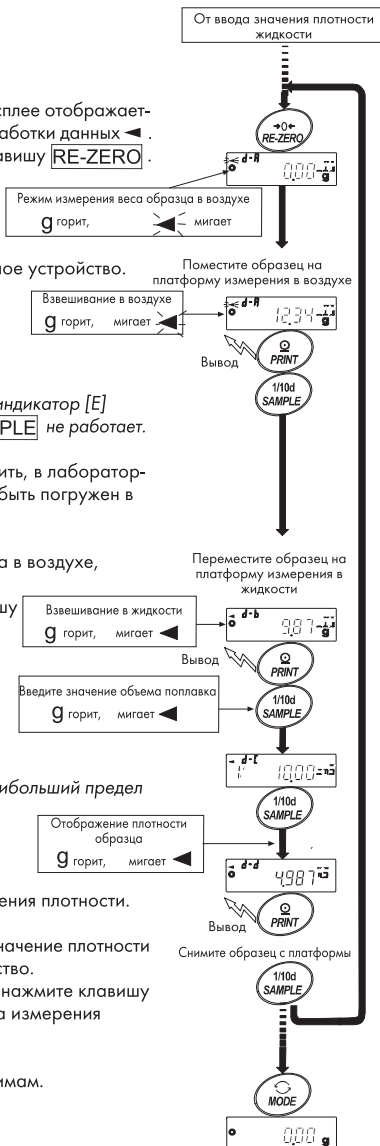 От ввода значения плотности
жидкости
сплее отображает-
аботки данных ◄ .
авишу RE-ZERO .
→0←
RE-ZERO
d-A
0.00 g
Режим измерения веса образца в воздухе
g горит, ◄ мигает
ное устройство.
Поместите образец на
платформу измерения в воздухе
Взвешивание в воздухе
g горит, мигает ◄
d-A
12.34 g
PRINT
Вывод
1/10d
SAMPLE
индикатор [E]
PLE не работает.
ить, в лаборатор-
быть погружен в
Переместите образец на
платформу измерения в
жидкости
а в воздухе,
шу
Взвешивание в жидкости
g горит, мигает ◄
d-b
9.87 g
Вывод
PRINT
Введите значение объема поплавка
g горит, мигает ◄
1/10d
SAMPLE
10.00
ибольший предел
1/10d
SAMPLE
Отображение плотности
образца
g горит, мигает ◄
d-d
4.987
ения плотности.
Вывод
PRINT
начение плотности
ство.
Снимите образец с платформы
нажмите клавишу
а измерения
1/10d
SAMPLE
имам.
MODE
0.00 g